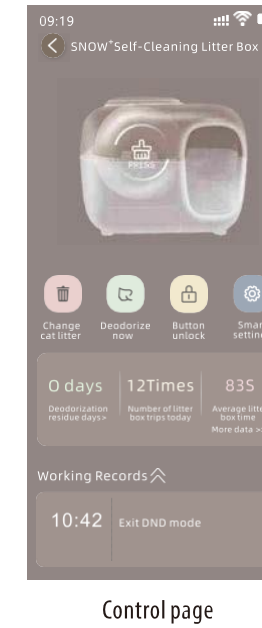 09:19
SNOW+Self-Cleaning Litter Box
PRESS
Change Deodorize Button Smar
cat litter now unlock settin
0 days 12Times 83S
Deodorization Number of litter Average litte
residue days> box trips today box time
More data >>
Working Records
10:42 Exit DND mode
Control page